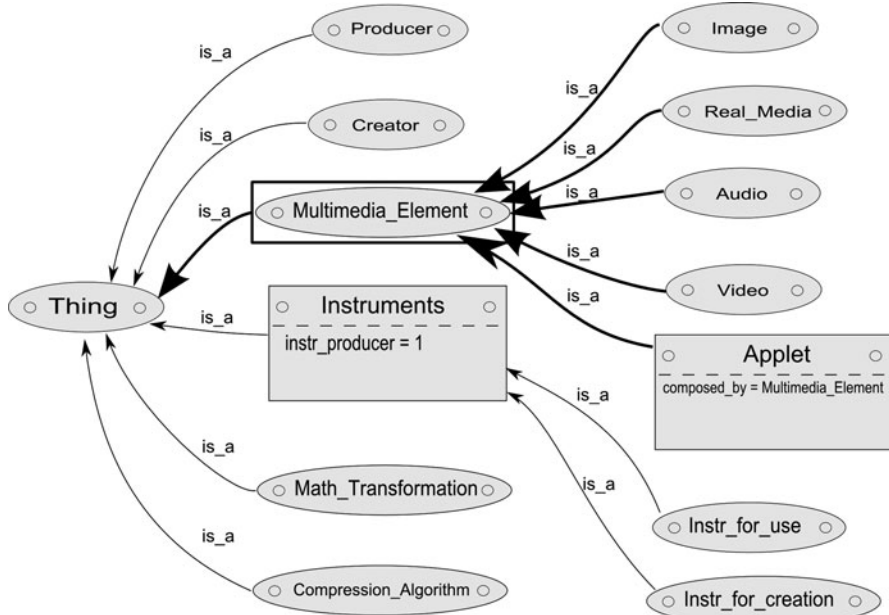 Producer
Image
is_a
is_a
Real_Media
is_a
Creator
is_a
is_a
Audio
is_a
Multimedia_Element
is_a
is_a
Video
Thing
Instruments
is_a
is_a
instr_producer = 1
Applet
composed_by = Multimedia_Element
is_a
is_a
Math_Transformation
is_a
Instr_for_use
is_a
Compression_Algorithm
Instr_for_creation